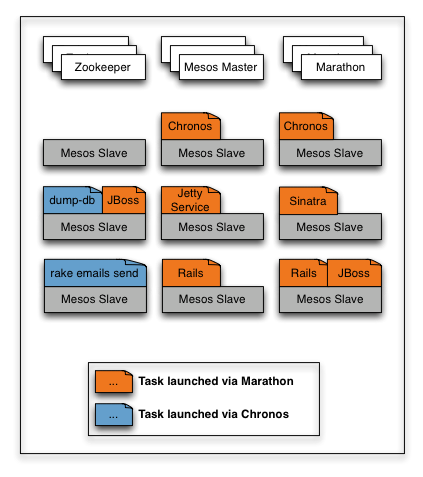 Zookeeper
Mesos Master
Marathon
Chronos
Chronos
Mesos Slave
Mesos Slave
Mesos Slave
dump-db
JBoss
Jetty
Service
Sinatra
Mesos Slave
Mesos Slave
Mesos Slave
rake emails send
Rails
Rails
JBoss
Mesos Slave
Mesos Slave
Mesos Slave
... Task launched via Marathon
... Task launched via Chronos